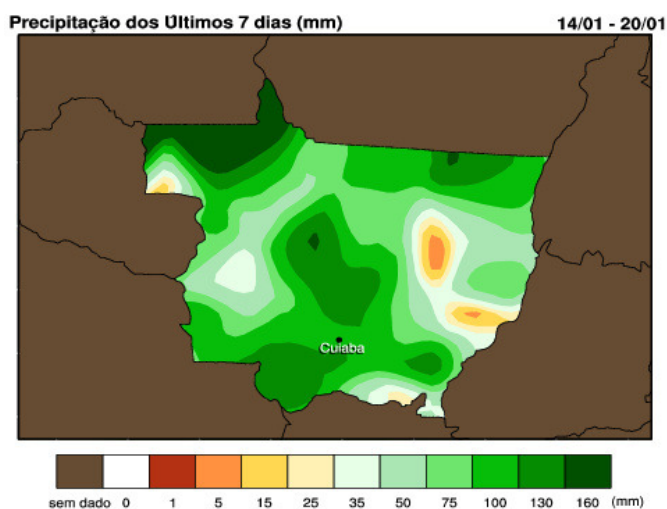 Precipitação dos Últimos 7 dias (mm) 14/01 - 20/01
Cuiaba
sem dado 0 1 5 15 25 35 50 75 100 130 160 (mm)